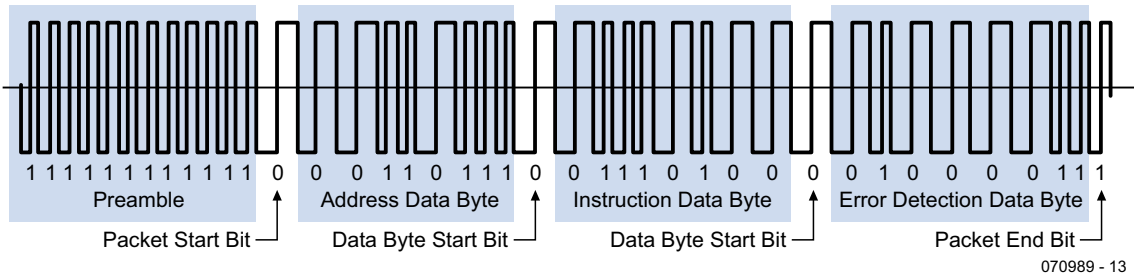 1 1 1 1 1 1 1 1 1 1 1 1 0 0 0 1 1 0 1 1 1 0 0 1 1 1 0 1 0 0 0 0 1 0 0 0 0 1 1 1
Preamble Address Data Byte Instruction Data Byte Error Detection Data Byte
Packet Start Bit Data Byte Start Bit Data Byte Start Bit Packet End Bit
070989 - 13